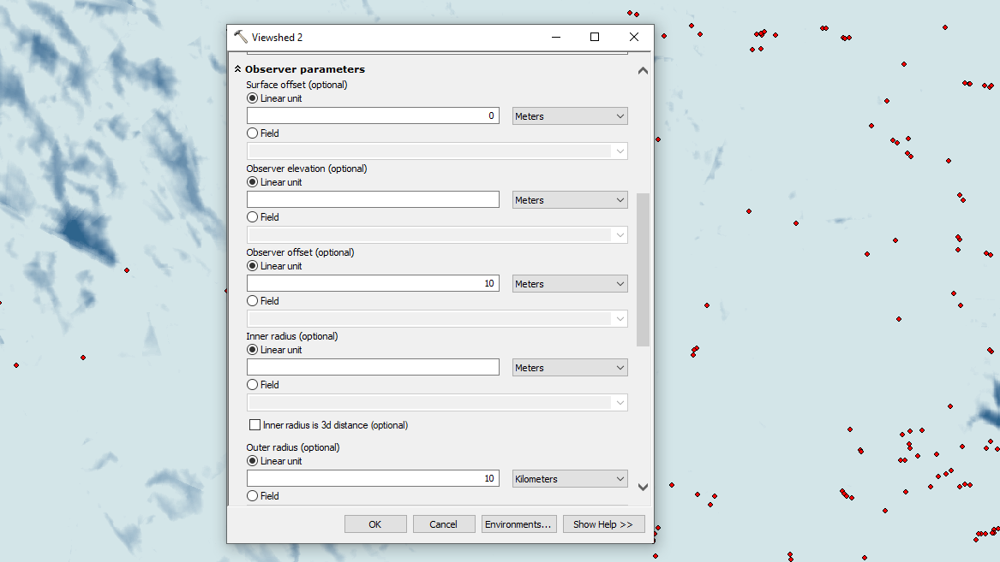 Viewshed 2
Observer parameters
Surface offset (optional)
Linear unit
0 Meters
Field
Observer elevation (optional)
Linear unit
Meters
Field
Observer offset (optional)
Linear unit
10 Meters
Field
Inner radius (optional)
Linear unit
Meters
Field
Inner radius is 3d distance (optional)
Outer radius (optional)
Linear unit
10 Kilometers
Field
OK Cancel Environments... Show Help >>